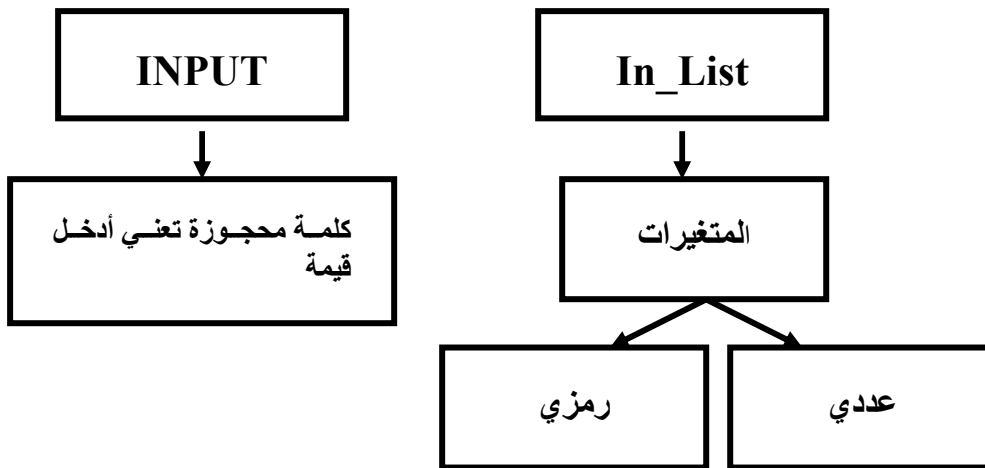 INPUT
In_List
كلمة محجوزة تعني أدخل
قيمة
المتغيرات
رمزي
عددي